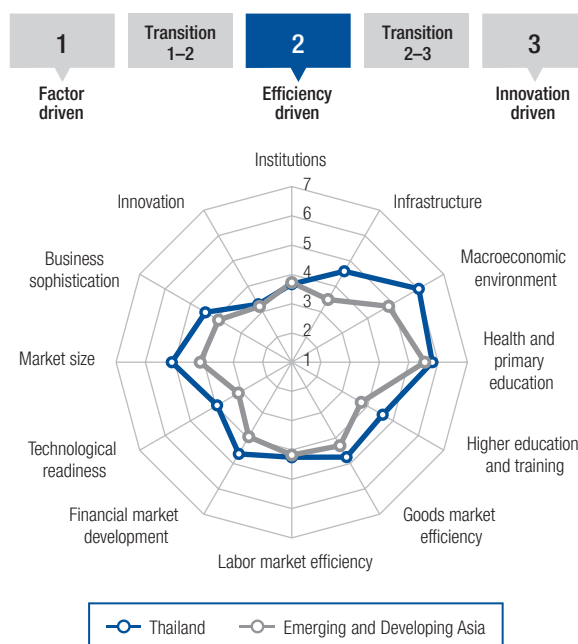 1
Transition
1–2
2
Transition
2–3
3
Factor
driven
Efficiency
driven
Innovation
driven
Institutions
Infrastructure
Macroeconomic
environment
Health and
primary
education
Higher education
and training
Goods market
efficiency
Labor market efficiency
Financial market
development
Technological
readiness
Market size
Business
sophistication
Innovation
7
6
5
4
3
2
1
Thailand
Emerging and Developing Asia